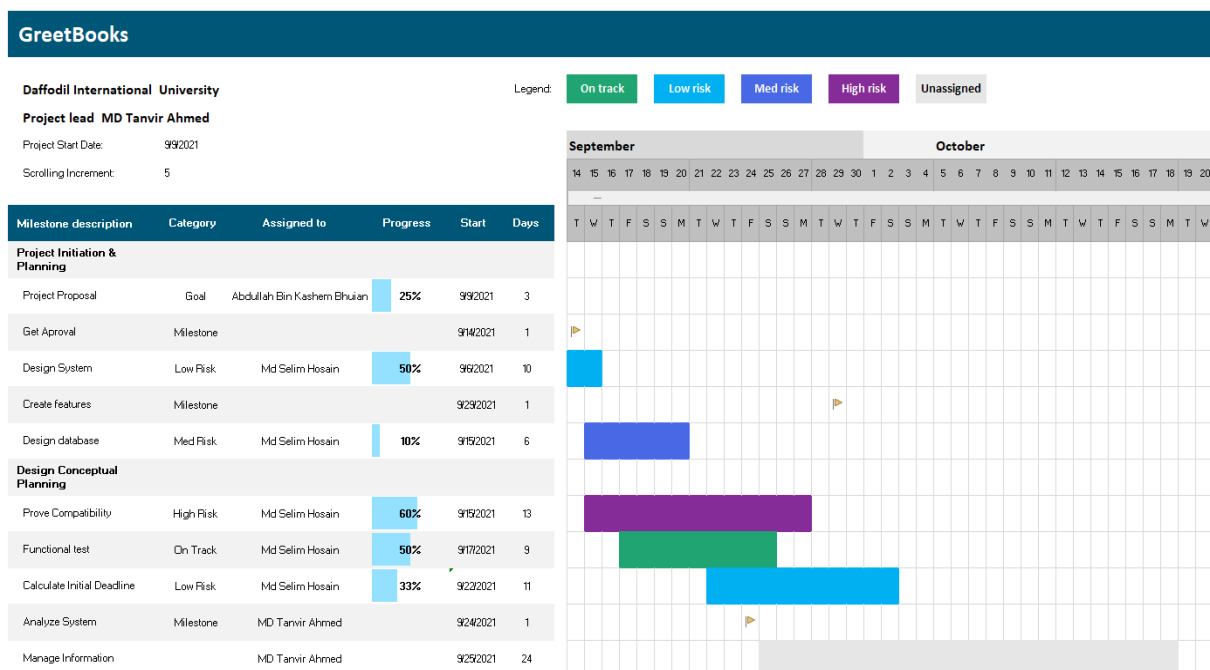 GreetBooks
Daffodil International University
Legend: On track Low risk Med risk High risk Unassigned
Project lead MD Tanvir Ahmed
Project Start Date: 9/9/2021
September October
Scrolling Increment: 5
14 15 16 17 18 19 20 21 22 23 24 25 26 27 28 29 30 1 2 3 4 5 6 7 8 9 10 11 12 13 14 15 16 17 18 19 20
Milestone description Category Assigned to Progress Start Days
T W T F S S M T W T F S S M T W T F S S M T W T F S S M T W T F S S M T W
Project Initiation &
Planning
Project Proposal Goal Abdullah Bin Kashem Bhuian 25% 9/9/2021 3
Get Aproval Milestone 9/14/2021 1
Design System Low Risk Md Selim Hosain 50% 9/6/2021 10
Create features Milestone 9/29/2021 1
Design database Med Risk Md Selim Hosain 10% 9/15/2021 6
Design Conceptual
Planning
Prove Compatibility High Risk Md Selim Hosain 60% 9/15/2021 13
Functional test On Track Md Selim Hosain 50% 9/17/2021 9
Calculate Initial Deadline Low Risk Md Selim Hosain 33% 9/22/2021 11
Analyze System Milestone MD Tanvir Ahmed 9/24/2021 1
Manage Information MD Tanvir Ahmed 9/25/2021 24